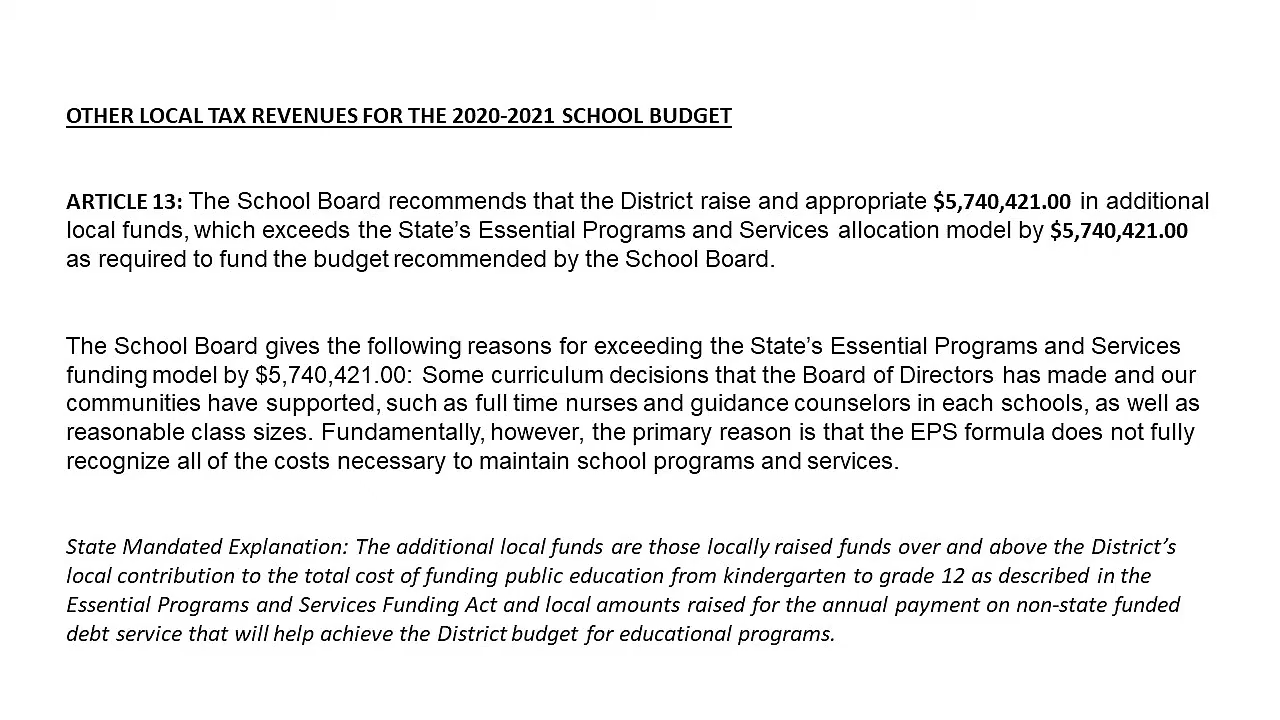 OTHER LOCAL TAX REVENUES FOR THE 2020-2021 SCHOOL BUDGET
ARTICLE 13: The School Board recommends that the District raise and appropriate $5,740,421.00 in additional
local funds, which exceeds the State’s Essential Programs and Services allocation model by $5,740,421.00
as required to fund the budget recommended by the School Board.
The School Board gives the following reasons for exceeding the State’s Essential Programs and Services
funding model by $5,740,421.00: Some curriculum decisions that the Board of Directors has made and our
communities have supported, such as full time nurses and guidance counselors in each schools, as well as
reasonable class sizes. Fundamentally, however, the primary reason is that the EPS formula does not fully
recognize all of the costs necessary to maintain school programs and services.
State Mandated Explanation: The additional local funds are those locally raised funds over and above the District’s
local contribution to the total cost of funding public education from kindergarten to grade 12 as described in the
Essential Programs and Services Funding Act and local amounts raised for the annual payment on non-state funded
debt service that will help achieve the District budget for educational programs.